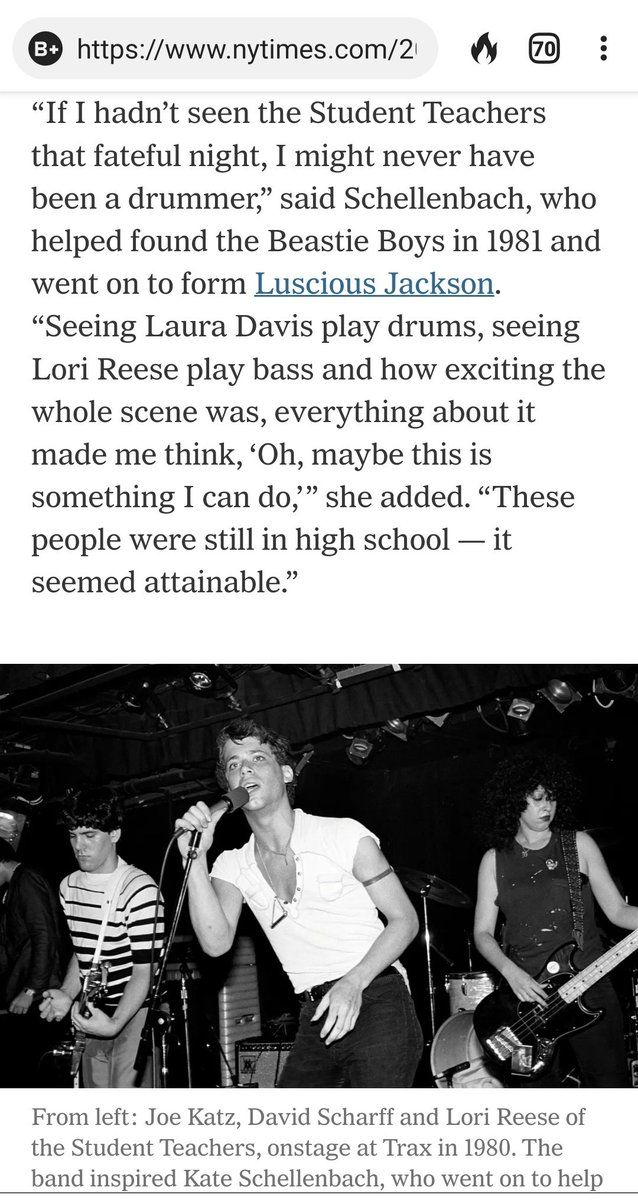 B+ https://www.nytimes.com/2 70
“If I hadn’t seen the Student Teachers
that fateful night, I might never have
been a drummer,” said Schellenbach, who
helped found the Beastie Boys in 1981 and
went on to form Luscious Jackson.
“Seeing Laura Davis play drums, seeing
Lori Reese play bass and how exciting the
whole scene was, everything about it
made me think, ‘Oh, maybe this is
something I can do,’” she added. “These
people were still in high school — it
seemed attainable.”
From left: Joe Katz, David Scharff and Lori Reese of
the Student Teachers, onstage at Trax in 1980. The
band inspired Kate Schellenbach, who went on to help